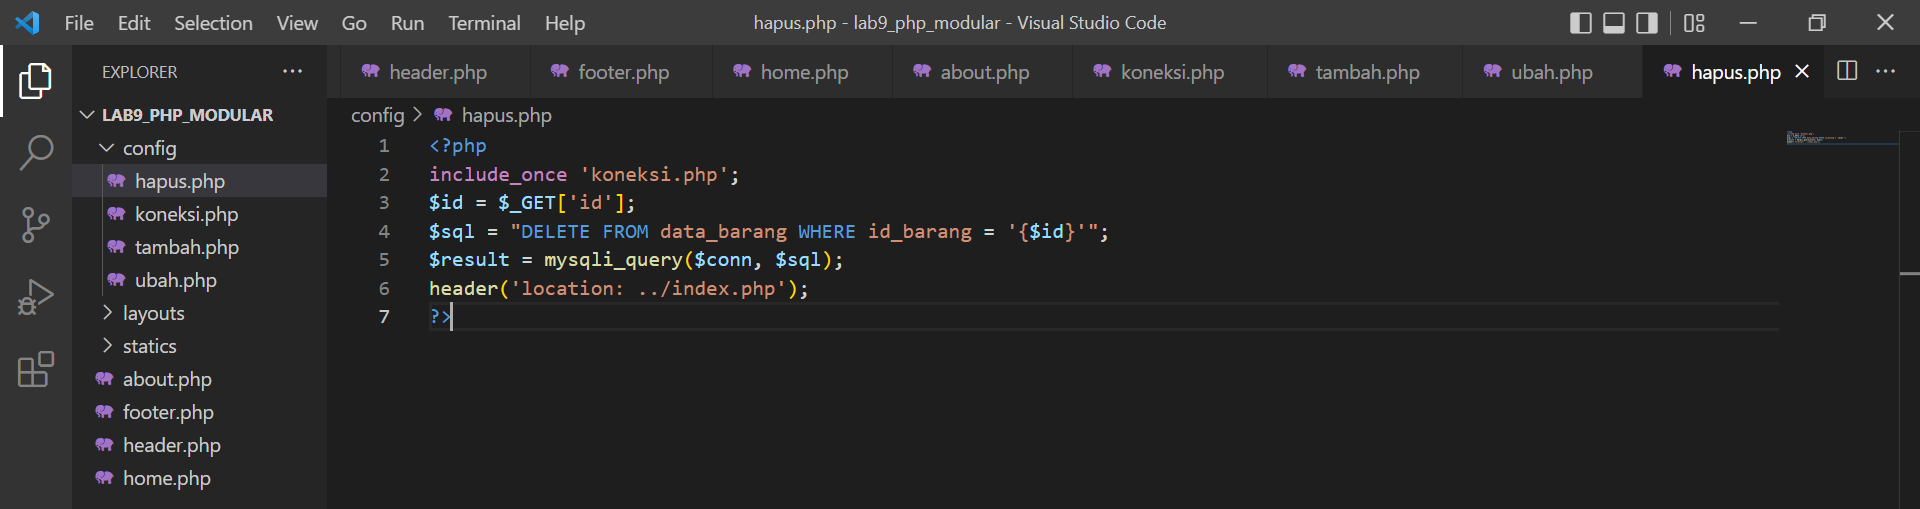 File Edit Selection View Go Run Terminal Help hapus.php - lab9_php_modular - Visual Studio Code
EXPLORER
LAB9_PHP_MODULAR
config
hapus.php
koneksi.php
tambah.php
ubah.php
layouts
statics
about.php
footer.php
header.php
home.php
header.php footer.php home.php about.php koneksi.php tambah.php ubah.php hapus.php
config > hapus.php
1 <?php
2 include_once 'koneksi.php';
3 $id = $_GET['id'];
4 $sql = "DELETE FROM data_barang WHERE id_barang = '{$id}'";
5 $result = mysqli_query($conn, $sql);
6 header('location: ../index.php');
7 ?>